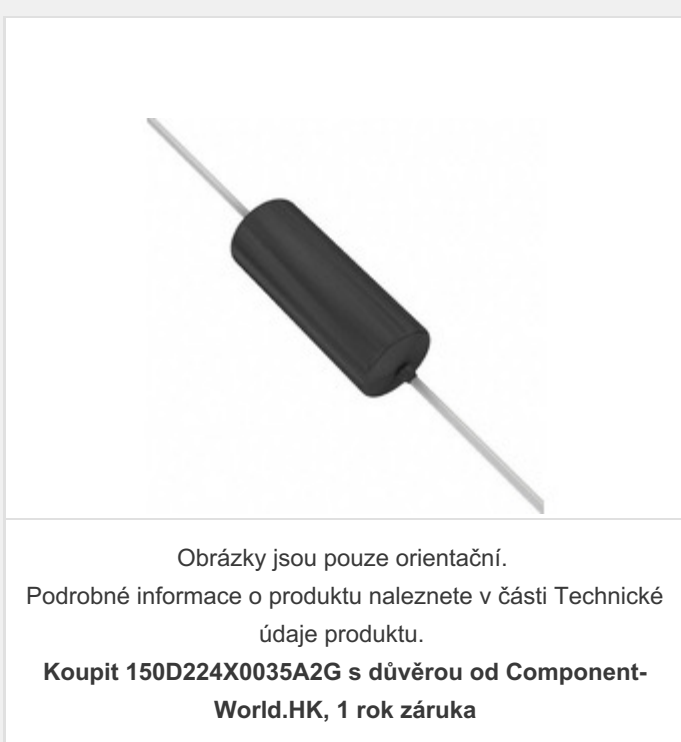 Obrázky jsou pouze orientační.
Podrobné informace o produktu naleznete v části Technické
údaje produktu.
Koupit 150D224X0035A2G s důvěrou od Component-
World.HK, 1 rok záruka